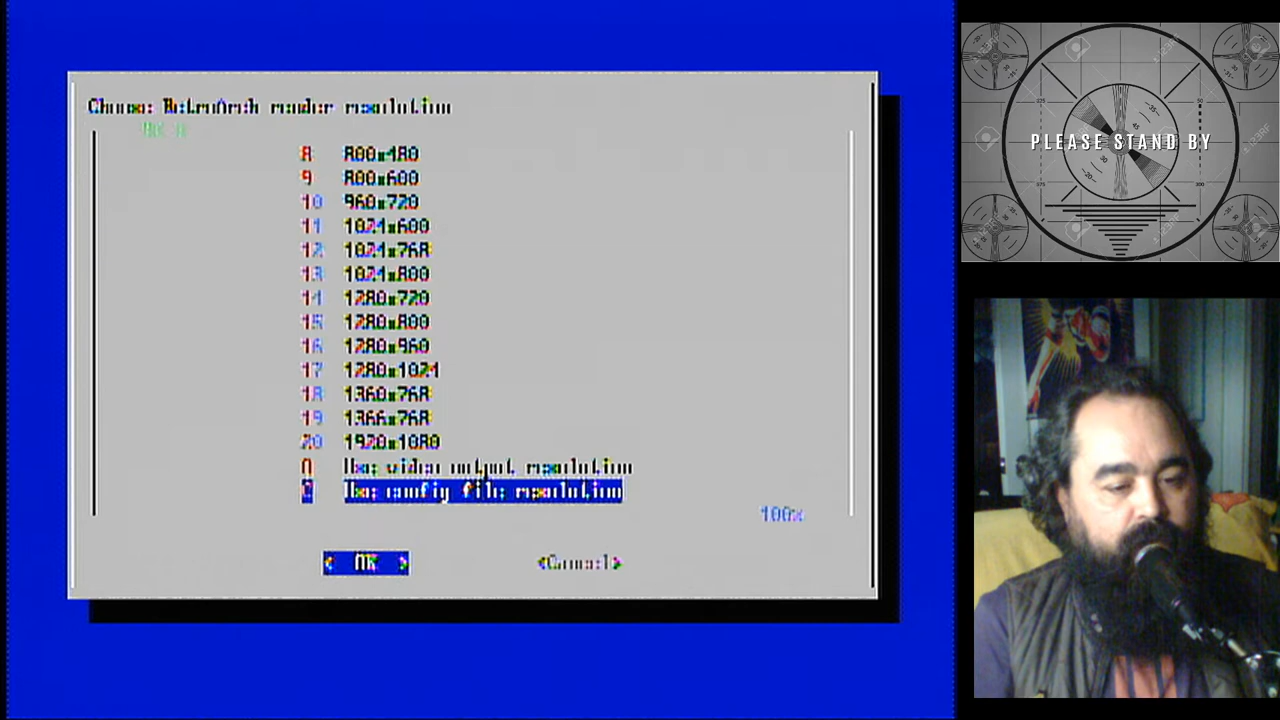 Choose RetroArch render resolution
8 800x480
9 800x600
10 960x720
11 1024x600
12 1024x768
13 1024x800
14 1280x720
15 1280x800
16 1280x960
17 1280x1024
18 1360x768
19 1366x768
20 1920x1080
O Use video output resolution
C Use config file resolution
100%
< OK > <Cancel>
PLEASE STAND BY